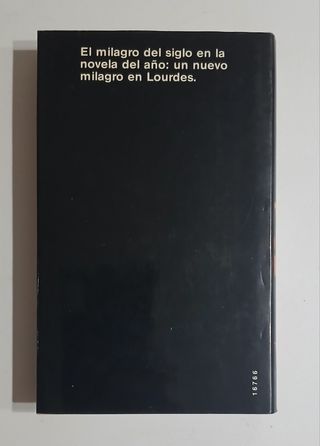 El milagro del siglo en la
novela del año: un nuevo
milagro en Lourdes.
16766